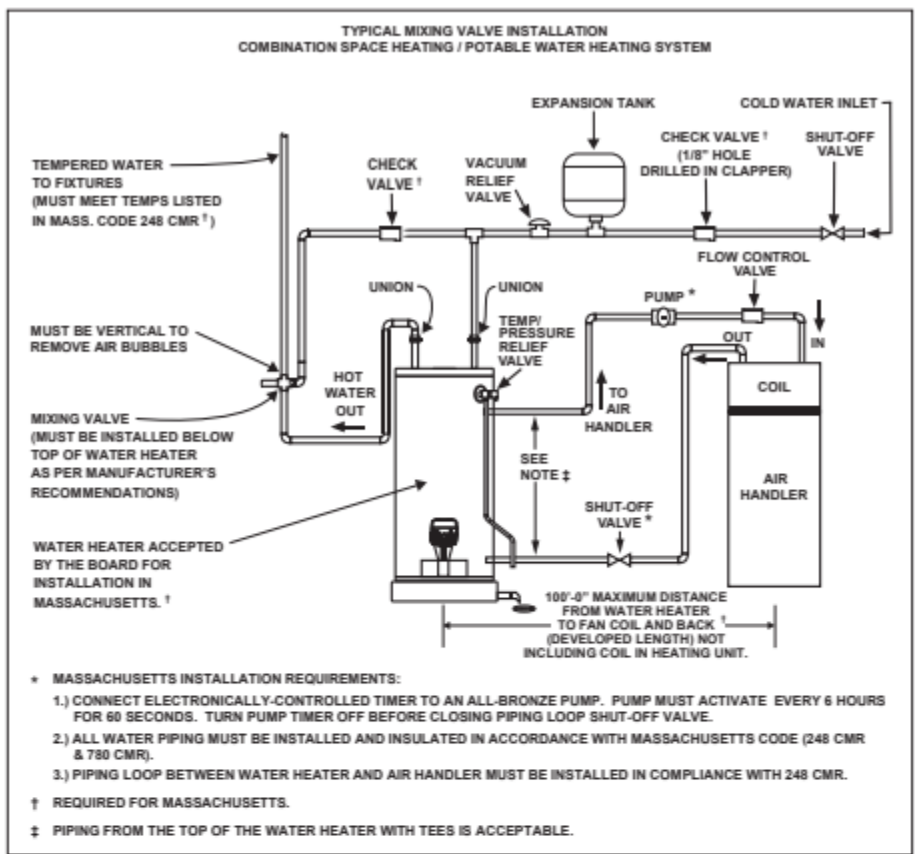 TYPICAL MIXING VALVE INSTALLATION
COMBINATION SPACE HEATING / POTABLE WATER HEATING SYSTEM
EXPANSION TANK
COLD WATER INLET
TEMPERED WATER
TO FIXTURES
(MUST MEET TEMPS LISTED
IN MASS. CODE 248 CMR †)
CHECK
VALVE †
VACUUM
RELIEF
VALVE
CHECK VALVE †
(1/8" HOLE
DRILLED IN CLAPPER)
SHUT-OFF
VALVE
FLOW CONTROL
VALVE
UNION
UNION
PUMP *
TEMP/
PRESSURE
RELIEF
VALVE
OUT
IN
MUST BE VERTICAL TO
REMOVE AIR BUBBLES
HOT
WATER
OUT
TO
AIR
HANDLER
COIL
MIXING VALVE
(MUST BE INSTALLED BELOW
TOP OF WATER HEATER
AS PER MANUFACTURER'S
RECOMMENDATIONS)
SEE
NOTE ‡
AIR
HANDLER
SHUT-OFF
VALVE *
WATER HEATER ACCEPTED
BY THE BOARD FOR
INSTALLATION IN
MASSACHUSETTS. †
100'-0" MAXIMUM DISTANCE
FROM WATER HEATER
TO FAN COIL AND BACK †
(DEVELOPED LENGTH) NOT
INCLUDING COIL IN HEATING UNIT.
* MASSACHUSETTS INSTALLATION REQUIREMENTS:
1.) CONNECT ELECTRONICALLY-CONTROLLED TIMER TO AN ALL-BRONZE PUMP. PUMP MUST ACTIVATE EVERY 6 HOURS
FOR 60 SECONDS. TURN PUMP TIMER OFF BEFORE CLOSING PIPING LOOP SHUT-OFF VALVE.
2.) ALL WATER PIPING MUST BE INSTALLED AND INSULATED IN ACCORDANCE WITH MASSACHUSETTS CODE (248 CMR
& 780 CMR).
3.) PIPING LOOP BETWEEN WATER HEATER AND AIR HANDLER MUST BE INSTALLED IN COMPLIANCE WITH 248 CMR.
† REQUIRED FOR MASSACHUSETTS.
‡ PIPING FROM THE TOP OF THE WATER HEATER WITH TEES IS ACCEPTABLE.